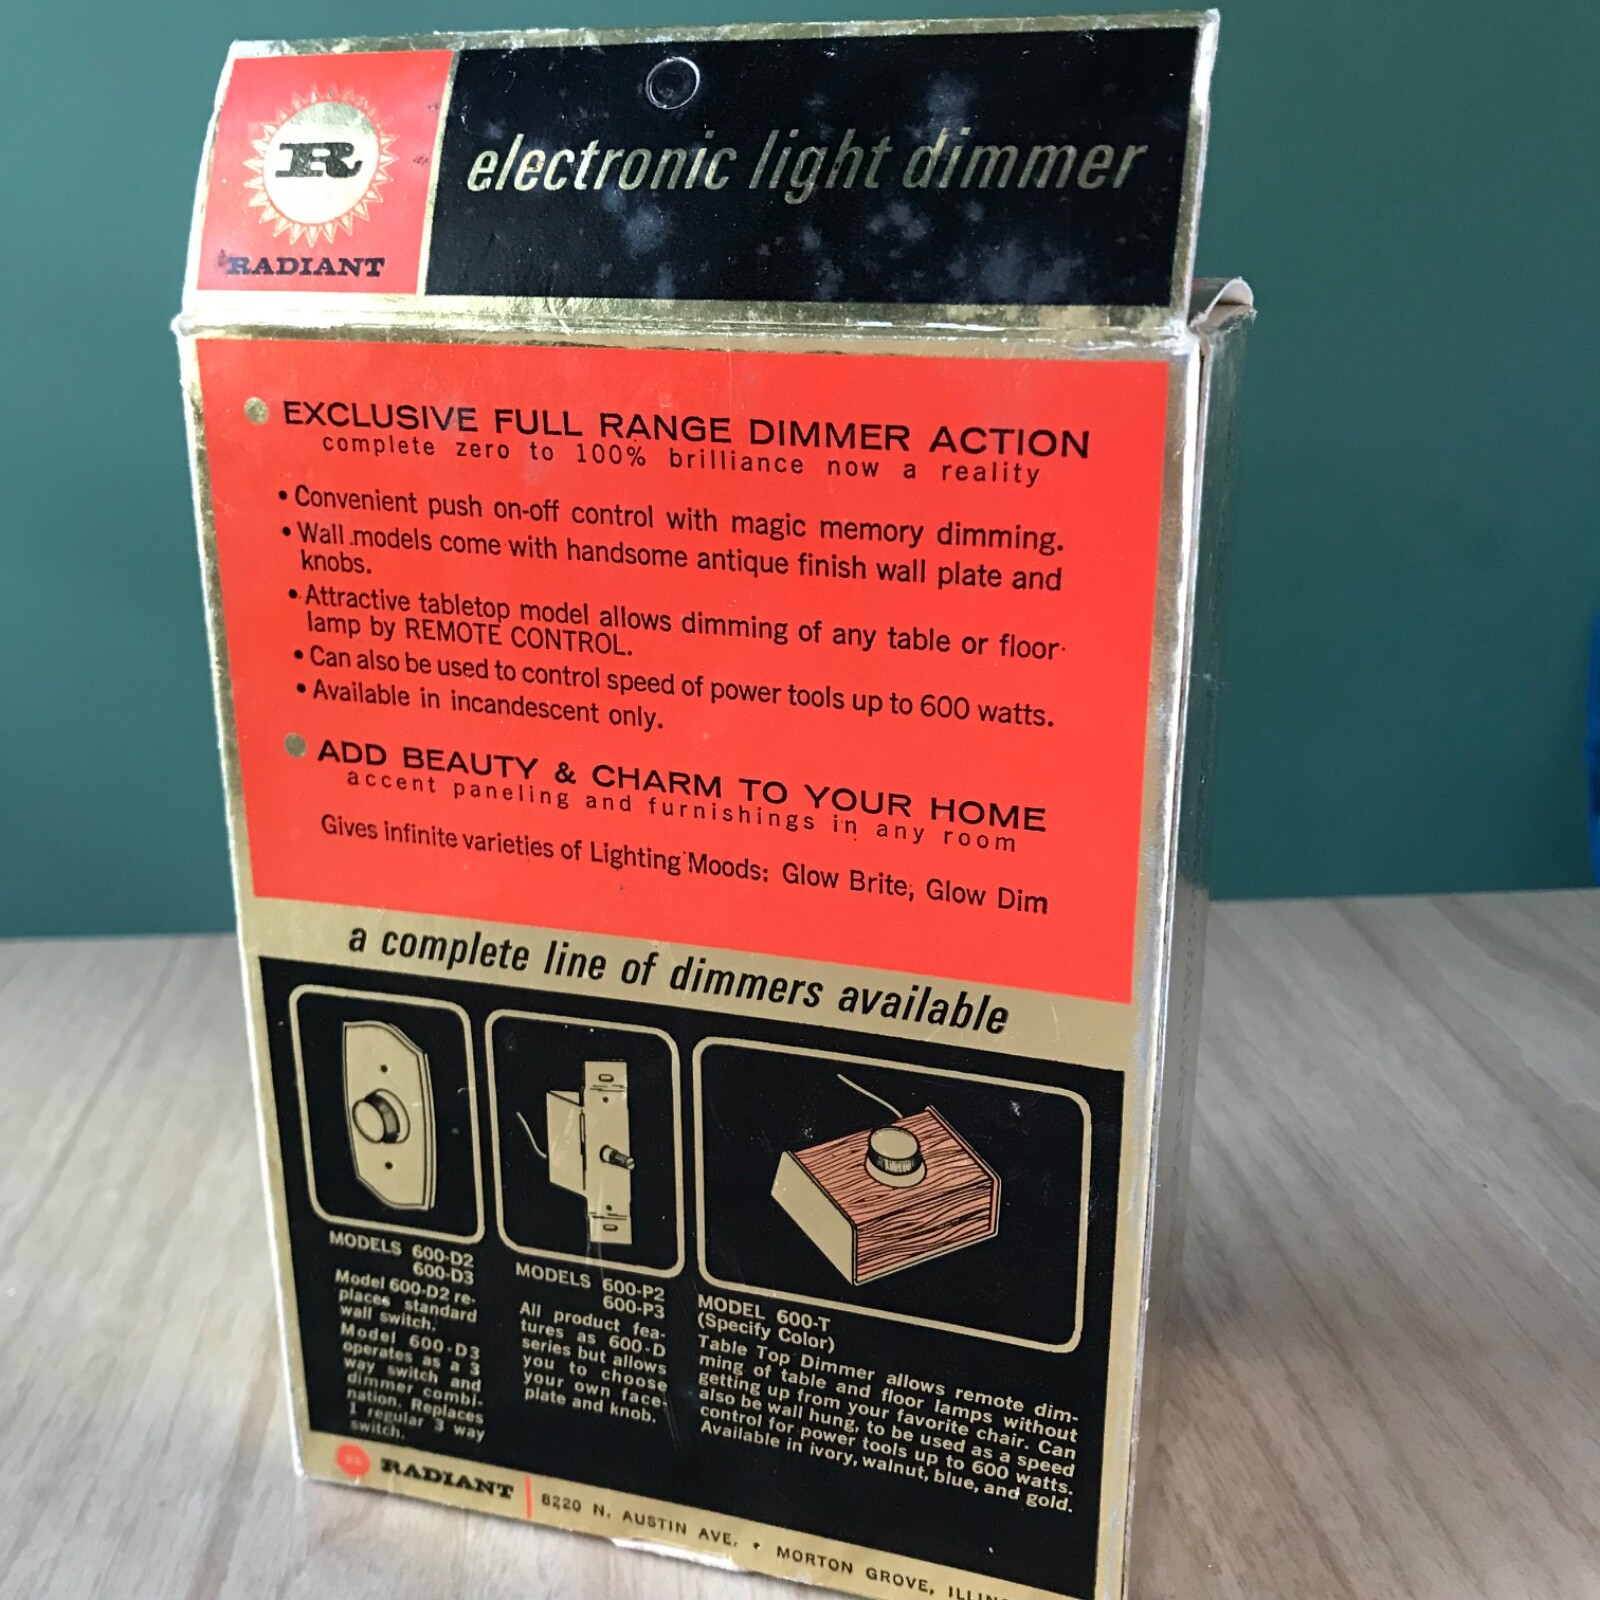 R
RADIANT
electronic light dimmer
EXCLUSIVE FULL RANGE DIMMER ACTION
complete zero to 100% brilliance now a reality
• Convenient push on-off control with magic memory dimming.
• Wall models come with handsome antique finish wall plate and
knobs.
• Attractive tabletop model allows dimming of any table or floor
lamp by REMOTE CONTROL.
• Can also be used to control speed of power tools up to 600 watts.
• Available in incandescent only.
ADD BEAUTY & CHARM TO YOUR HOME
accent paneling and furnishings in any room
Gives infinite varieties of Lighting Moods: Glow Brite, Glow Dim
a complete line of dimmers available
MODELS 600-D2
600-D3
Model 600-D2 re-
places standard
wall switch.
Model 600-D3
operates as a 3
way switch and
dimmer combi-
nation. Replaces
1 regular 3 way
switch.
MODELS 600-P2
600-P3
All product fea-
tures as 600-D
series but allows
you to choose
your own face-
plate and knob.
MODEL 600-T
(Specify Color)
Table Top Dimmer allows remote dim-
ming of table and floor lamps without
getting up from your favorite chair. Can
also be wall hung, to be used as a speed
control for power tools up to 600 watts.
Available in ivory, walnut, blue, and gold.
RADIANT
8220 N. AUSTIN AVE. • MORTON GROVE,